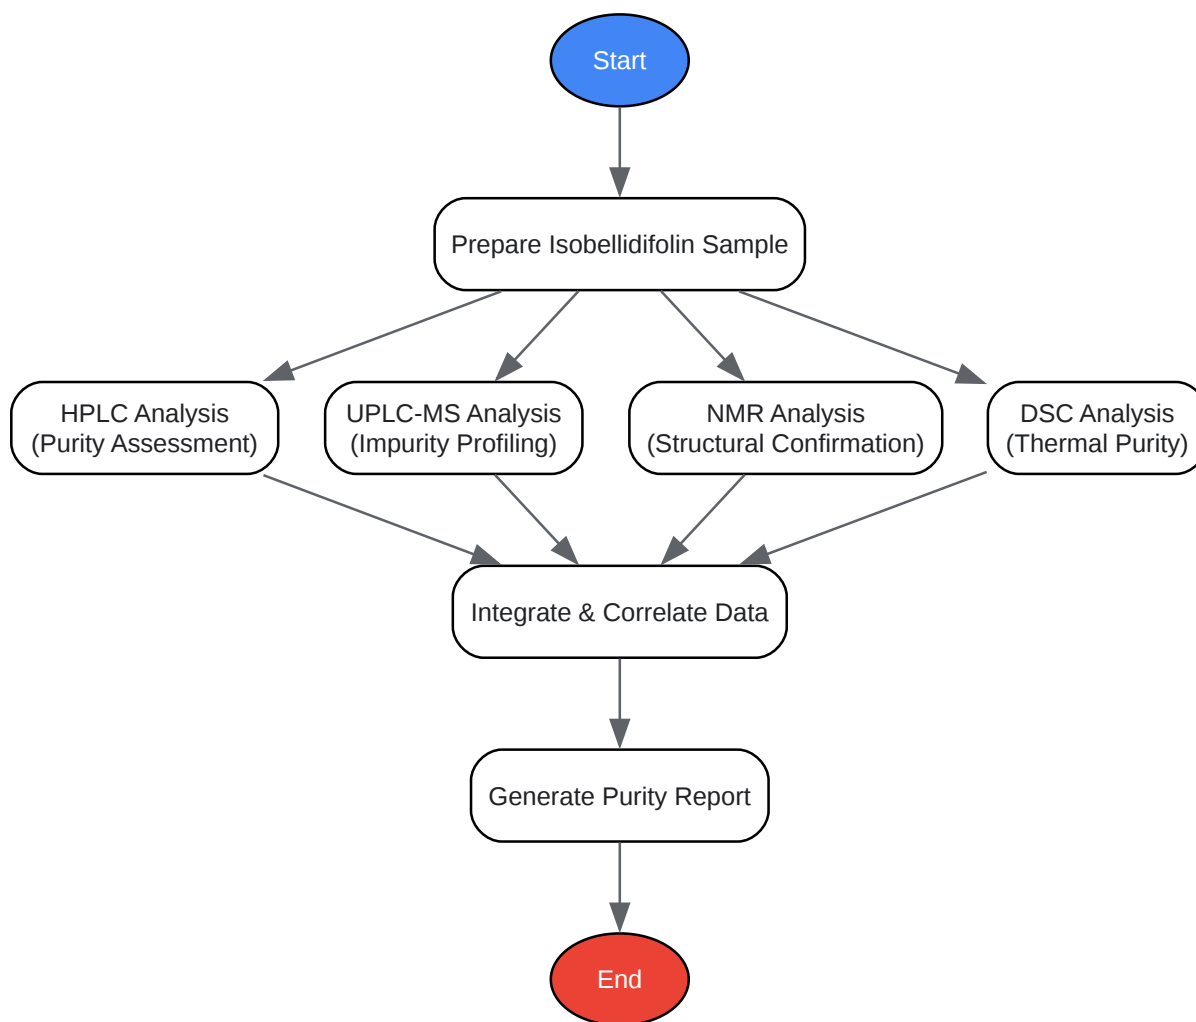 Start
Prepare Isobellidifolin Sample
HPLC Analysis
(Purity Assessment)
UPLC-MS Analysis
(Impurity Profiling)
NMR Analysis
(Structural Confirmation)
DSC Analysis
(Thermal Purity)
Integrate & Correlate Data
Generate Purity Report
End